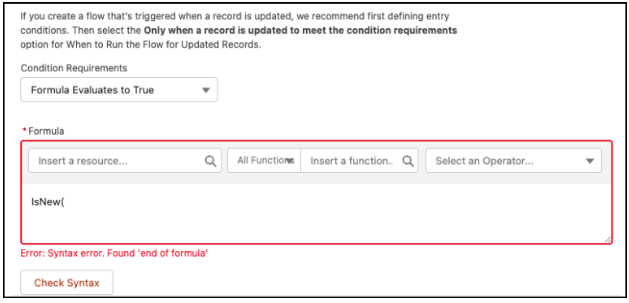 If you create a flow that's triggered when a record is updated, we recommend first defining entry
conditions. Then select the Only when a record is updated to meet the condition requirements
option for When to Run the Flow for Updated Records.
Condition Requirements
Formula Evaluates to True
* Formula
Insert a resource... All Functions Insert a function.. Select an Operator...
IsNew(
Error: Syntax error. Found 'end of formula'
Check Syntax